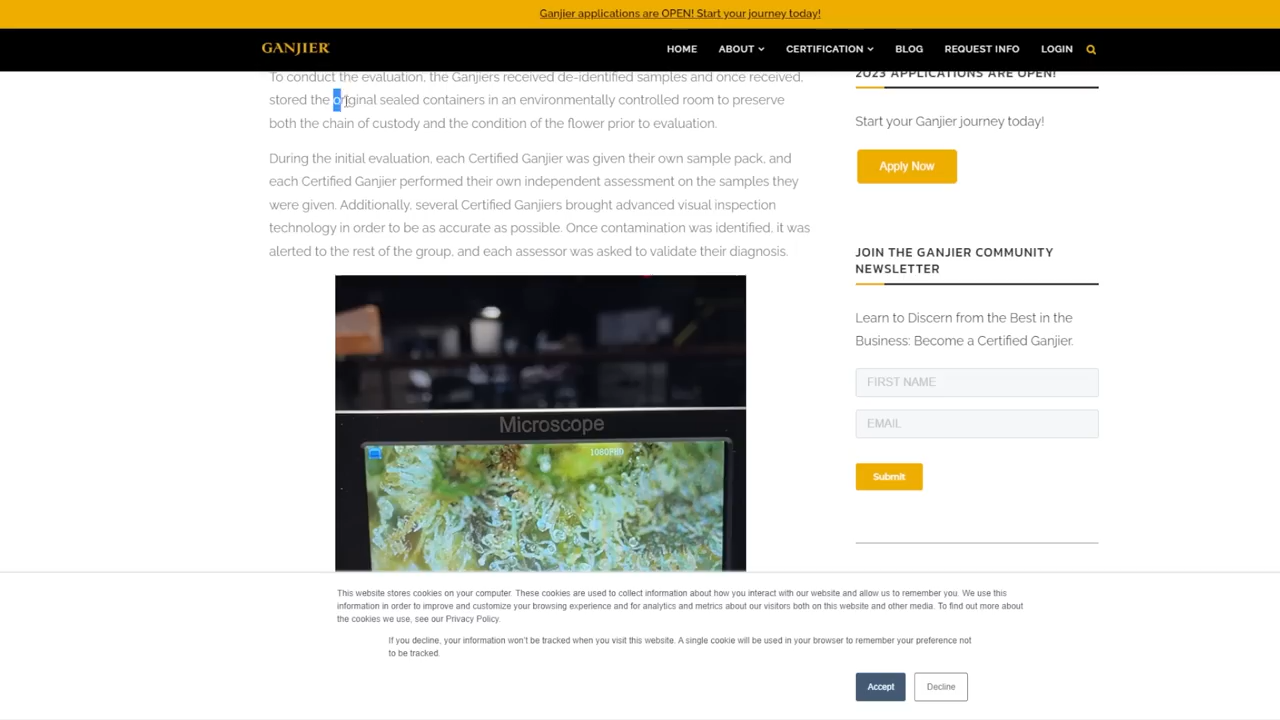 Ganjier applications are OPEN! Start your journey today!
GANJIER
HOME
ABOUT
CERTIFICATION
BLOG
REQUEST INFO
LOGIN
To conduct the evaluation, the Ganjiers received de-identified samples and once received,
stored the original sealed containers in an environmentally controlled room to preserve
both the chain of custody and the condition of the flower prior to evaluation.
During the initial evaluation, each Certified Ganjier was given their own sample pack, and
each Certified Ganjier performed their own independent assessment on the samples they
were given. Additionally, several Certified Ganjiers brought advanced visual inspection
technology in order to be as accurate as possible. Once contamination was identified, it was
alerted to the rest of the group, and each assessor was asked to validate their diagnosis.
Microscope
1080FHD
2023 APPLICATIONS ARE OPEN!
Start your Ganjier journey today!
Apply Now
JOIN THE GANJIER COMMUNITY
NEWSLETTER
Learn to Discern from the Best in the
Business: Become a Certified Ganjier.
FIRST NAME
EMAIL
Submit
This website stores cookies on your computer. These cookies are used to collect information about how you interact with our website and allow us to remember you. We use this
information in order to improve and customize your browsing experience and for analytics and metrics about our visitors both on this website and other media. To find out more about
the cookies we use, see our Privacy Policy.
If you decline, your information won't be tracked when you visit this website. A single cookie will be used in your browser to remember your preference not
to be tracked.
Accept
Decline